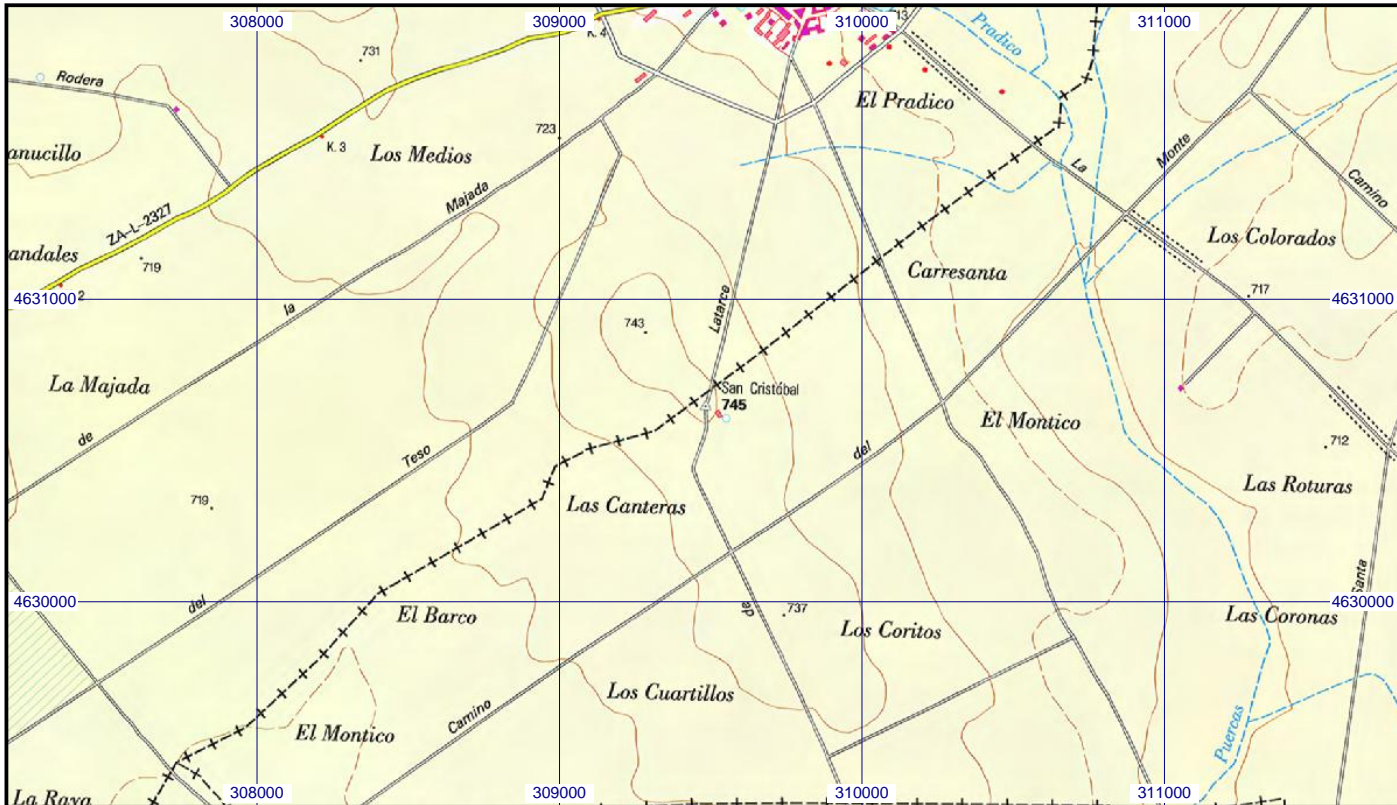 308000
309000
310000
311000
K. 4
13
Pradico
731
Rodera
El Pradico
723
K. 3
Los Medios
anucillo
La
Monte
Camino
Majada
ZA-L-2327
andales
719
Los Colorados
Carresanta
4631000
2
la
743
Latarce
717
4631000
La Majada
San Cristóbal
745
El Montico
de
Teso
del
712
Las Roturas
719
Las Canteras
Santa
4630000
del
El Barco
de
737
Los Coritos
4630000
Las Coronas
Los Cuartillos
Camino
El Montico
Puercas
La Raya
308000
309000
310000
311000